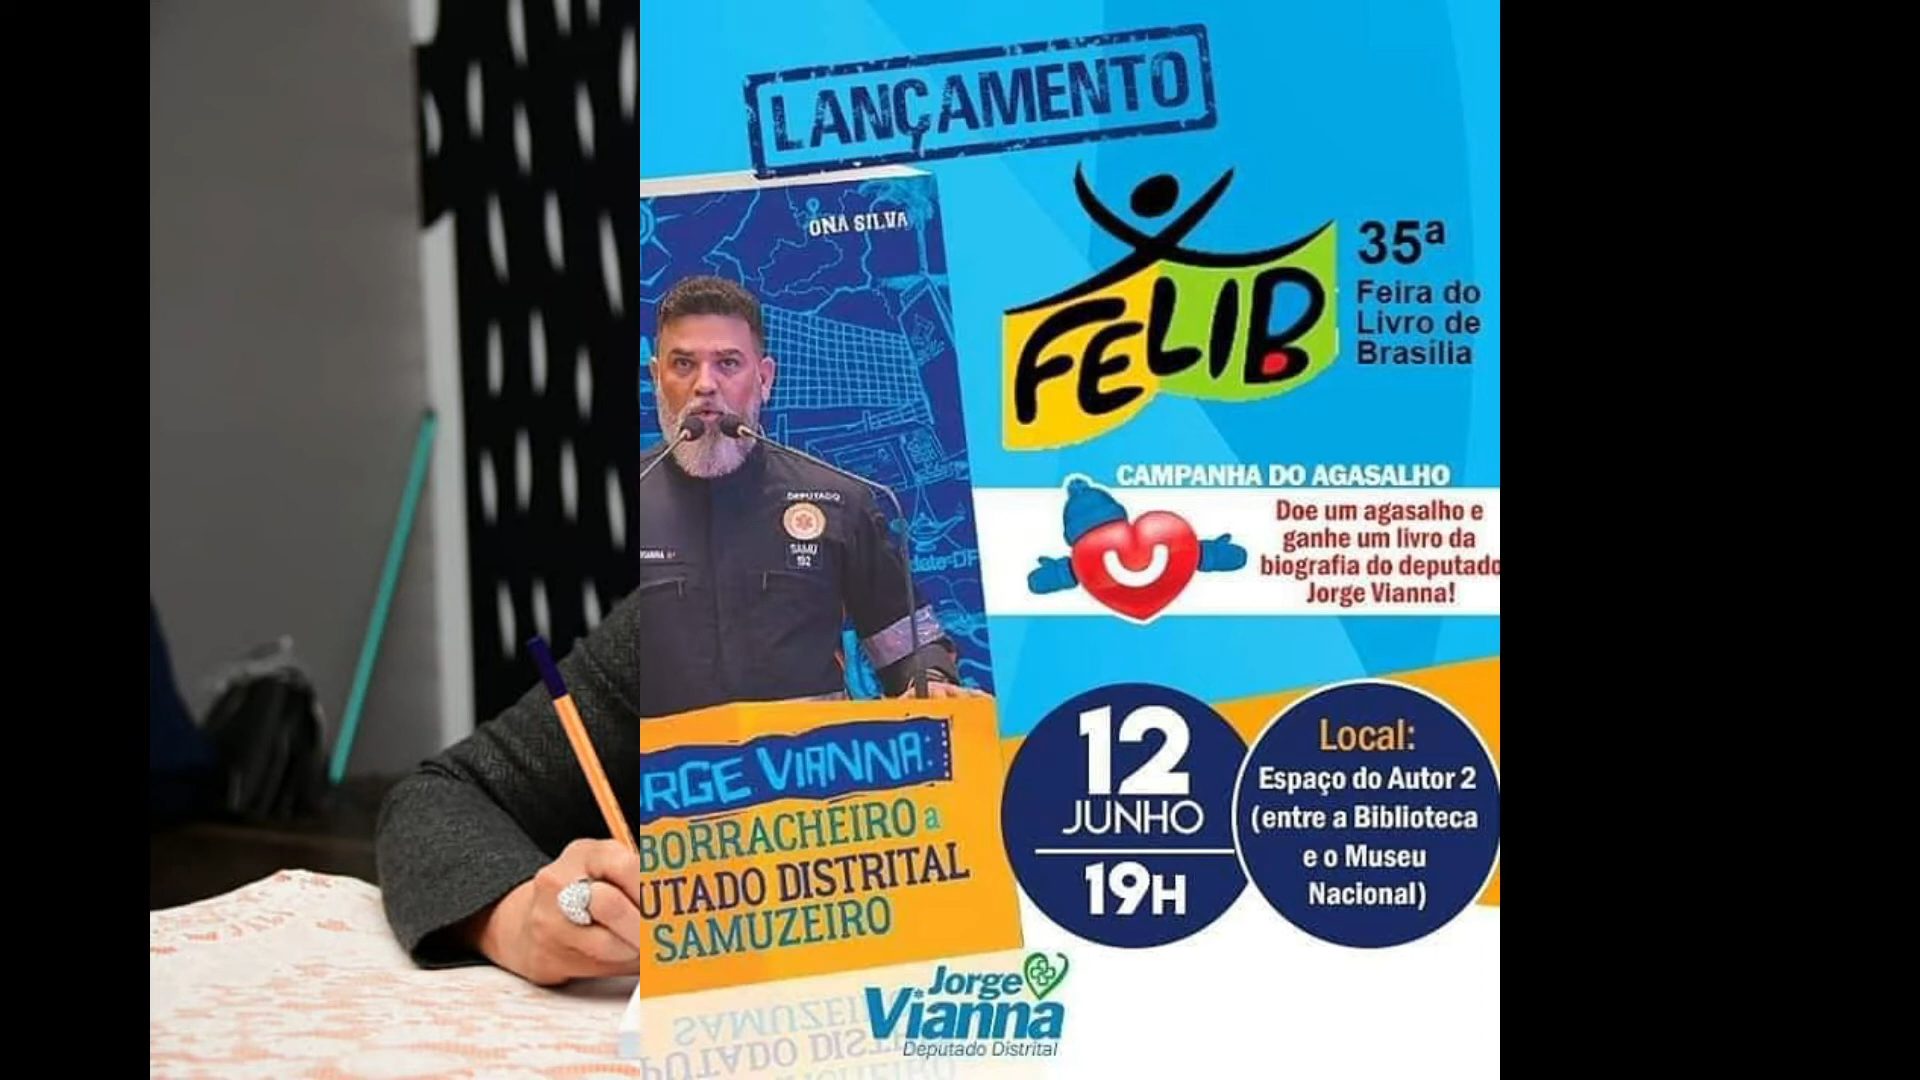 LANÇAMENTO
ONA SILVA
FELIB
35ª
Feira do
Livro de
Brasília
CAMPANHA DO AGASALHO
Doe um agasalho e
ganhe um livro da
biografia do deputado
Jorge Vianna!
DEPUTADO
SAMU
192
RGE VIANNA:
BORRACHEIRO a
UTADO DISTRITAL
SAMUZEIRO
12
JUNHO
19H
Local:
Espaço do Autor 2
(entre a Biblioteca
e o Museu
Nacional)
Jorge
Vianna
Deputado Distrital